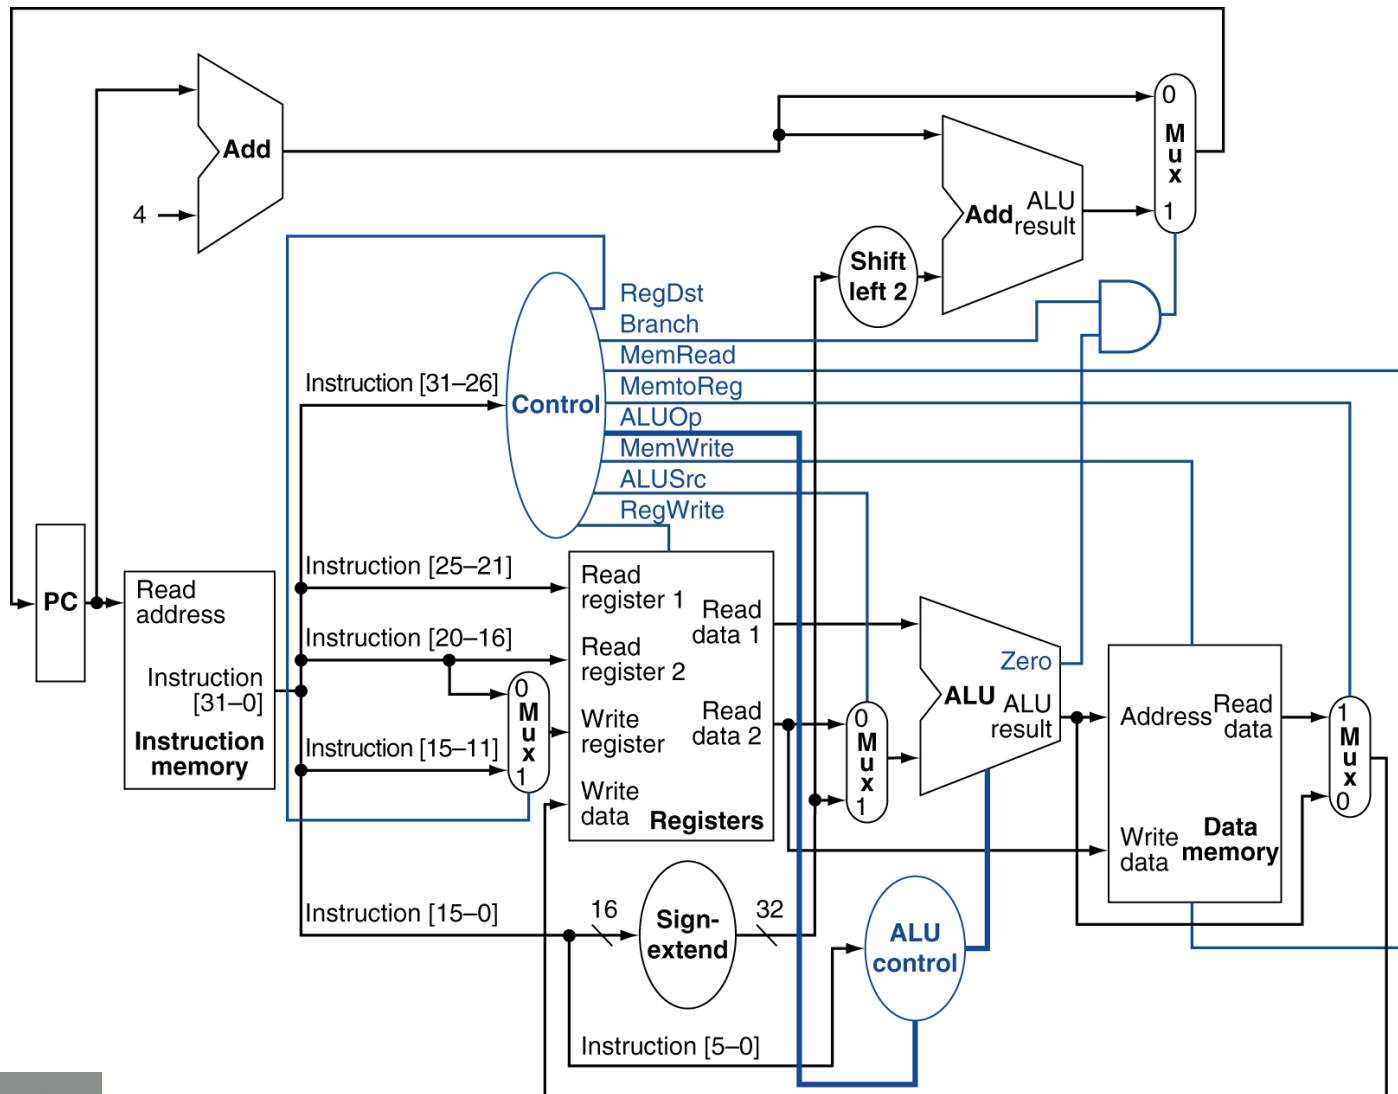 0
M
u
x
1
Add
4
Add
ALU
result
Shift
left 2
RegDst
Branch
MemRead
MemtoReg
ALUOp
MemWrite
ALUSrc
RegWrite
Instruction [31–26]
Control
PC
Read
address
Instruction
[31–0]
Instruction
memory
Instruction [25–21]
Instruction [20–16]
Instruction [15–11]
0
M
u
x
1
Read
register 1
Read
register 2
Write
register
Write
data
Read
data 1
Read
data 2
Registers
0
M
u
x
1
Zero
ALU
ALU
result
Address
Read
data
Write
data
Data
memory
1
M
u
x
0
Instruction [15–0]
16
Sign-
extend
32
ALU
control
Instruction [5–0]